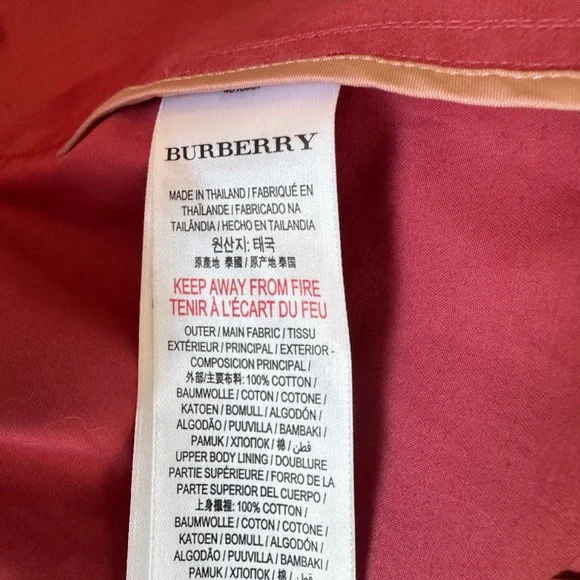 BURBERRY
MADE IN THAILAND / FABRIQUÉ EN
THAÏLANDE / FABRICADO NA
TAILÂNDIA / HECHO EN TAILANDIA
원산지: 태국
原產地 泰國 / 原产地 泰国
KEEP AWAY FROM FIRE
TENIR À L'ÉCART DU FEU
OUTER / MAIN FABRIC / TISSU
EXTÉRIEUR / PRINCIPAL / EXTERIOR -
COMPOSICION PRINCIPAL /
外部/主要布料: 100% COTTON /
BAUMWOLLE / COTON / COTONE /
KATOEN / BOMULL / ALGODÓN /
ALGODÃO / PUUVILLA / BAMBAKI /
PAMUK / ХЛОПОК / 棉 / قطن /
UPPER BODY LINING / DOUBLURE
PARTIE SUPÉRIEURE / FORRO DE LA
PARTE SUPERIOR DEL CUERPO /
上身襯裡: 100% COTTON /
BAUMWOLLE / COTON / COTONE /
KATOEN / BOMULL / ALGODÓN /
ALGODÃO / PUUVILLA / BAMBAKI /
PAMUK / ХЛОПОК / 棉 / قطن /